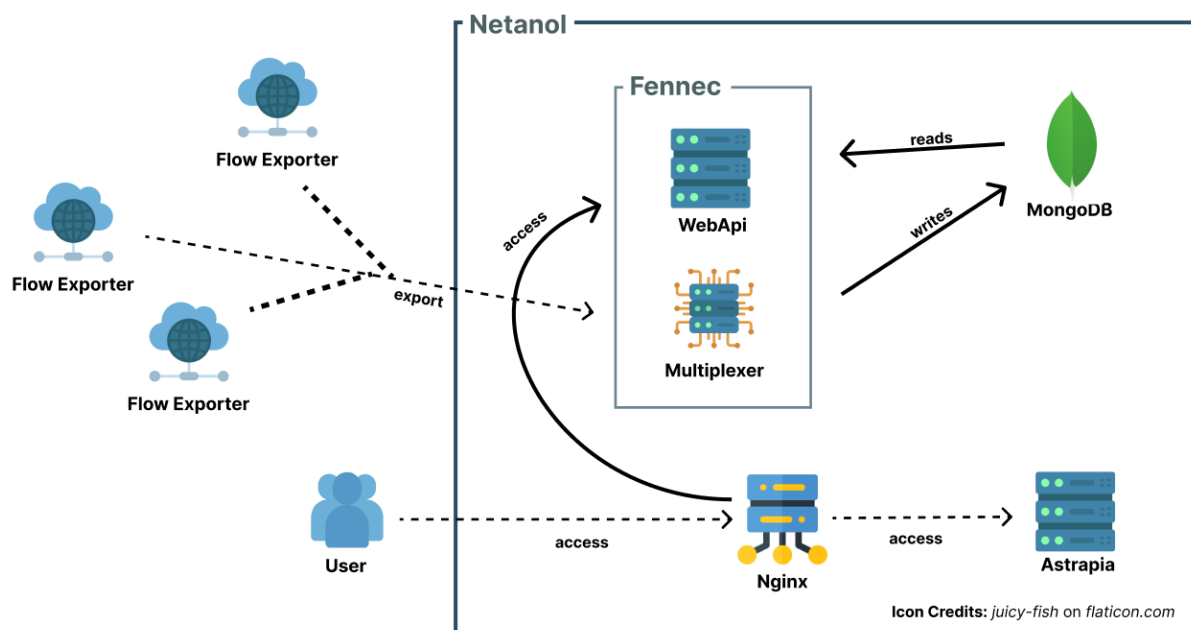 Netanol
Fennec
Flow Exporter
reads
WebApi
MongoDB
access
writes
Flow Exporter
export
Multiplexer
Flow Exporter
access
access
User
Nginx
Astrapia
Icon Credits: juicy-fish on flaticon.com